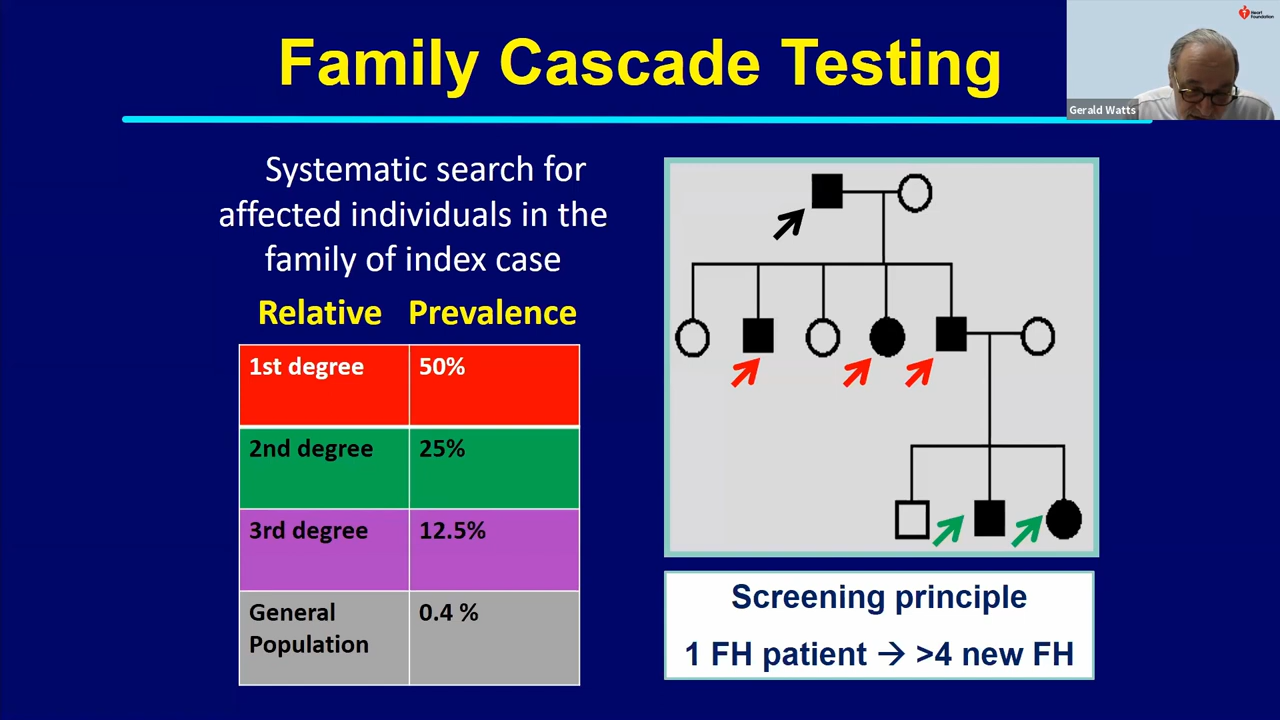 Family Cascade Testing
Heart
Foundation
Gerald Watts
Systematic search for
affected individuals in the
family of index case
Relative Prevalence
1st degree 50%
2nd degree 25%
3rd degree 12.5%
General
Population 0.4 %
Screening principle
1 FH patient → >4 new FH